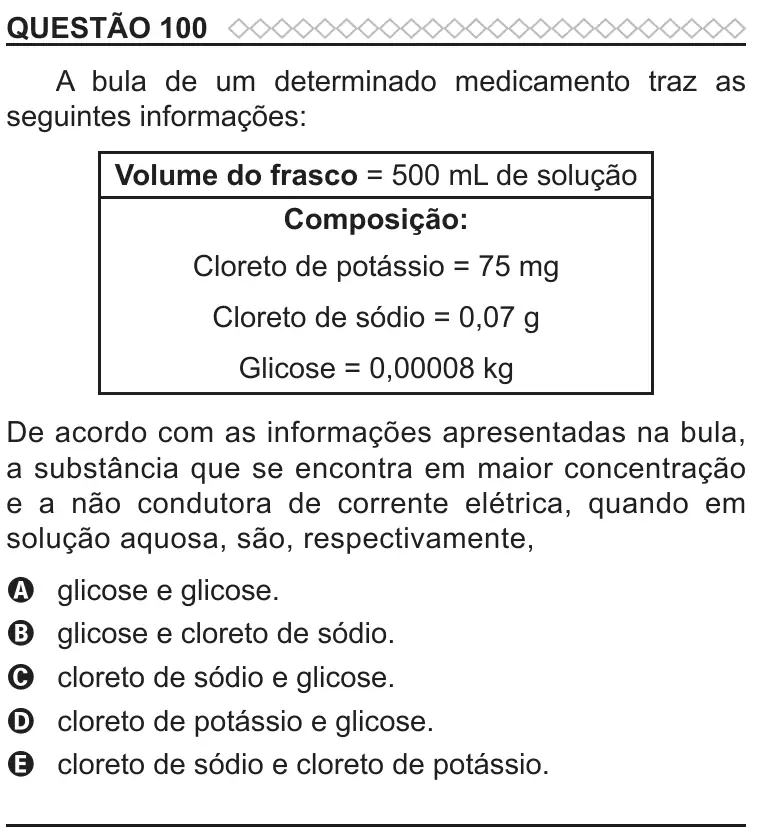 QUESTÃO 100
A bula de um determinado medicamento traz as
seguintes informações:
Volume do frasco = 500 mL de solução
Composição:
Cloreto de potássio = 75 mg
Cloreto de sódio = 0,07 g
Glicose = 0,00008 kg
De acordo com as informações apresentadas na bula,
a substância que se encontra em maior concentração
e a não condutora de corrente elétrica, quando em
solução aquosa, são, respectivamente,
A glicose e glicose.
B glicose e cloreto de sódio.
C cloreto de sódio e glicose.
D cloreto de potássio e glicose.
E cloreto de sódio e cloreto de potássio.